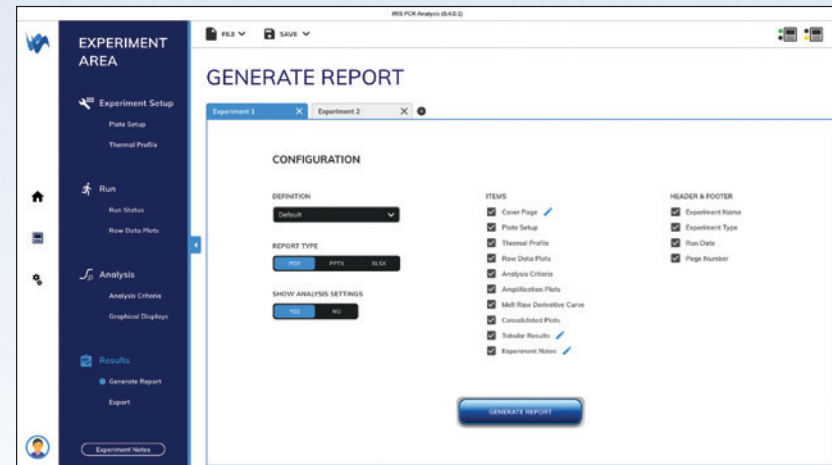 IRIS PCR Analysis (0.4.0.1)
FILE
SAVE
EXPERIMENT
AREA
Experiment Setup
Plate Setup
Thermal Profile
Run
Run Status
Raw Data Plots
Analysis
Analysis Criteria
Graphical Displays
Results
Generate Report
Export
Experiment Notes
GENERATE REPORT
Experiment 1
Experiment 2
CONFIGURATION
DEFINITION
Default
REPORT TYPE
PDF PPTX XLSX
SHOW ANALYSIS SETTINGS
YES NO
ITEMS
Cover Page
Plate Setup
Thermal Profile
Raw Data Plots
Analysis Criteria
Amplification Plots
Melt Raw Derivative Curve
Consolidated Plots
Tabular Results
Experiment Notes
HEADER & FOOTER
Experiment Name
Experiment Type
Run Date
Page Number
GENERATE REPORT